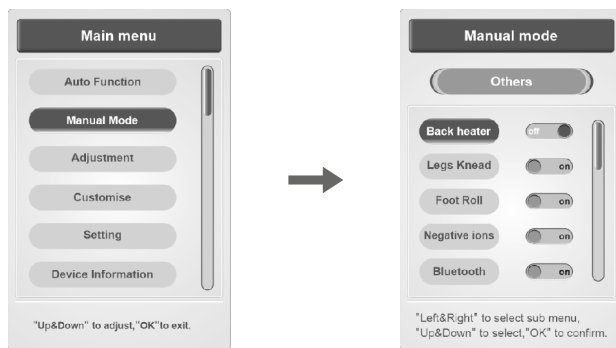 Main menu
Auto Function
Manual Mode
Adjustment
Customise
Setting
Device Information
"Up&Down" to adjust,"OK"to exit.
Manual mode
Others
Back heater off
Legs Knead on
Foot Roll on
Negative ions on
Bluetooth on
"Left&Right" to select sub menu,
"Up&Down" to select,"OK" to confirm.